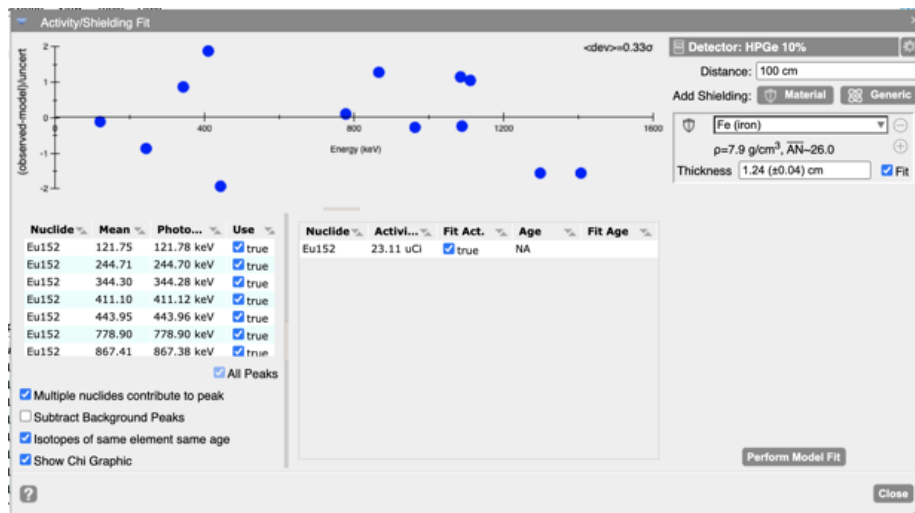 Activity/Shielding Fit
<dev>=0.33σ
(observed-model)/uncert
2
1
0
-1
-2
0
400
800
1200
1600
Energy (keV)
Detector: HPGe 10%
Distance: 100 cm
Add Shielding: Material Generic
Fe (iron)
ρ=7.9 g/cm³, AN~26.0
Thickness 1.24 (±0.04) cm Fit
Nuclide Mean Photo... Use
Eu152 121.75 121.78 keV true
Eu152 244.71 244.70 keV true
Eu152 344.30 344.28 keV true
Eu152 411.10 411.12 keV true
Eu152 443.95 443.96 keV true
Eu152 778.90 778.90 keV true
Eu152 867.41 867.38 keV true
All Peaks
Multiple nuclides contribute to peak
Subtract Background Peaks
Isotopes of same element same age
Show Chi Graphic
Nuclide Activi... Fit Act. Age Fit Age
Eu152 23.11 uCi true NA
Perform Model Fit
?
Close